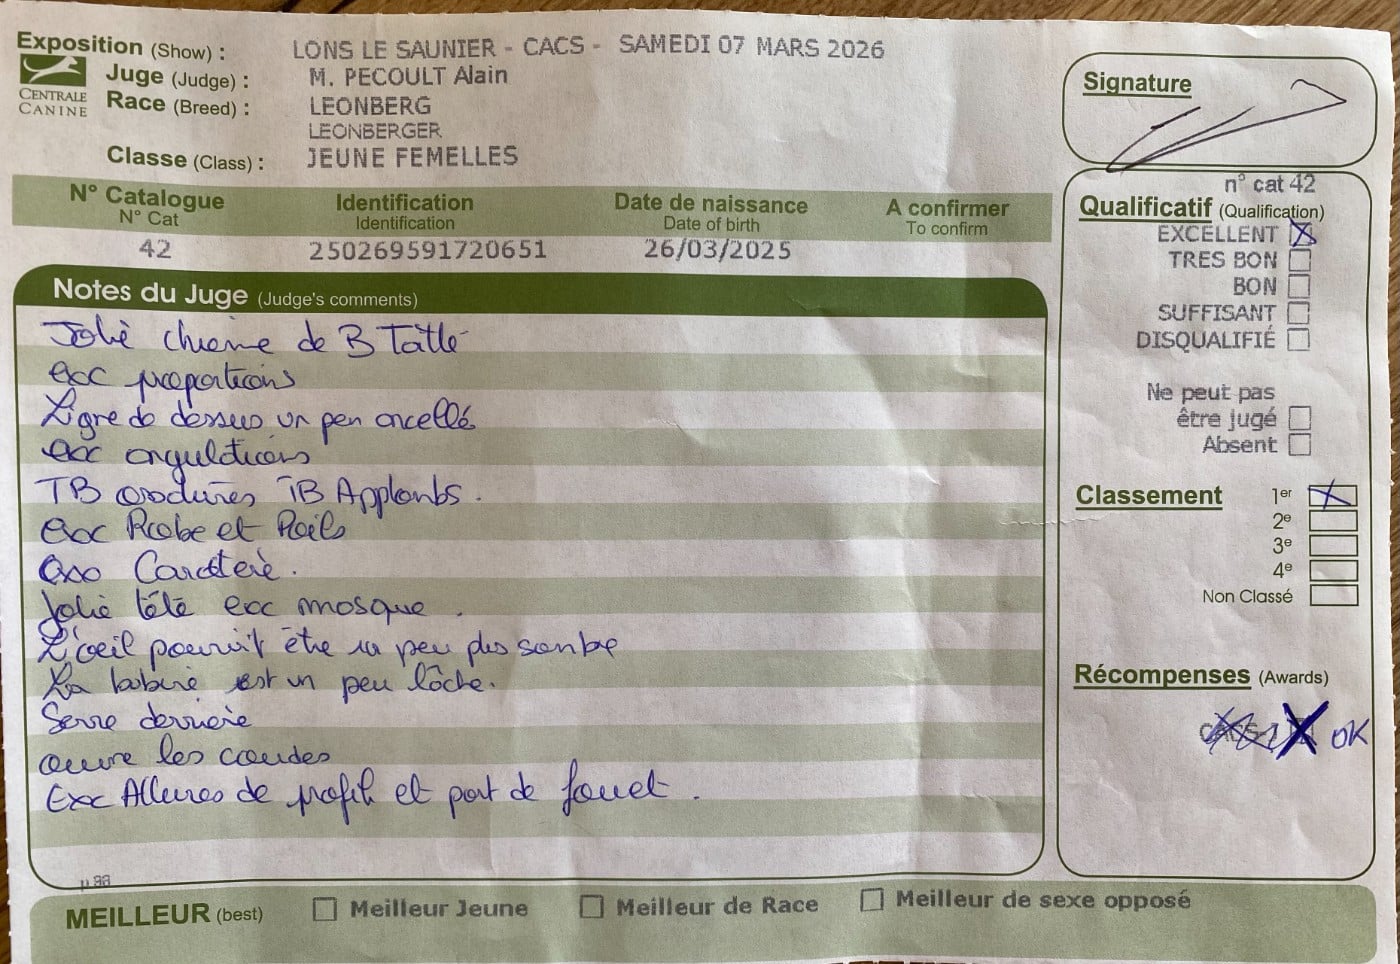 Exposition (Show) : LONS LE SAUNIER - CACS - SAMEDI 07 MARS 2026
Juge (Judge) : M. PECOULT Alain
CENTRALE CANINE
Race (Breed) : LEONBERG
LEONBERGER
Classe (Class) : JEUNE FEMELLES
Signature
N° Catalogue Identification Date de naissance A confirmer
N° Cat Identification Date of birth To confirm
42 250269591720651 26/03/2025
n° cat 42
Qualificatif (Qualification)
EXCELLENT
TRES BON
BON
SUFFISANT
DISQUALIFIÉ
Ne peut pas
être jugé
Absent
Classement 1er
2e
3e
4e
Non Classé
Récompenses (Awards)
OK
Notes du Juge (Judge's comments)
Jolie chienne de B Taille
exc proportions
Ligne de dessus un peu ancellé
exc angulations
TB ossatures TB Applombs.
exc Robe et Poils
exc Caractère.
Jolie tête exc masque.
L'oeil pourrait être un peu plus sombre
La babine est un peu lâche.
Serre derrière
ouvre les coudes
Exc Allures de profil et port de fouet.
MEILLEUR (best) Meilleur Jeune Meilleur de Race Meilleur de sexe opposé